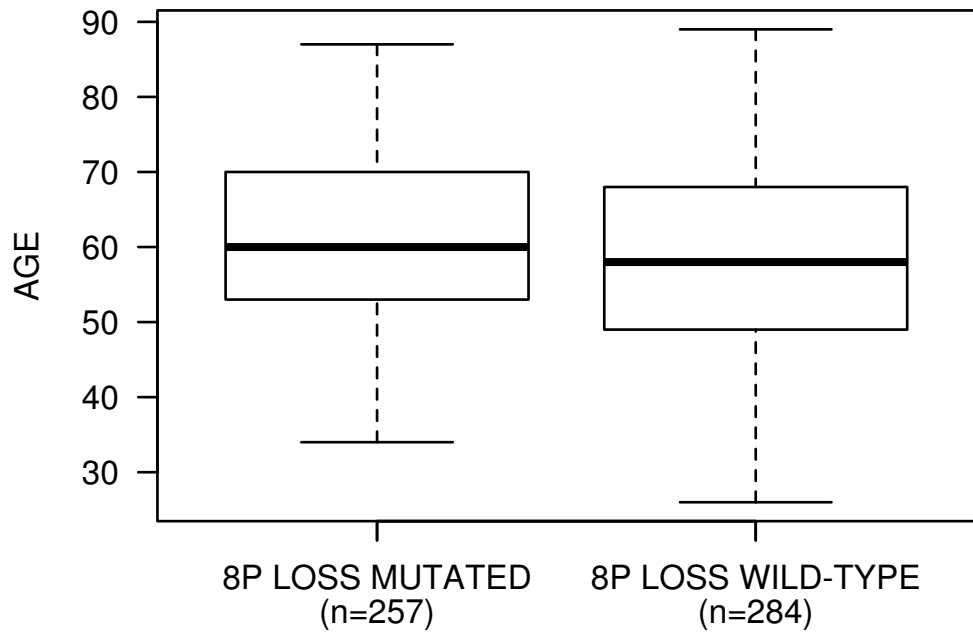 90
80
70
60
50
40
30
AGE
8P LOSS MUTATED
(n=257)
8P LOSS WILD-TYPE
(n=284)